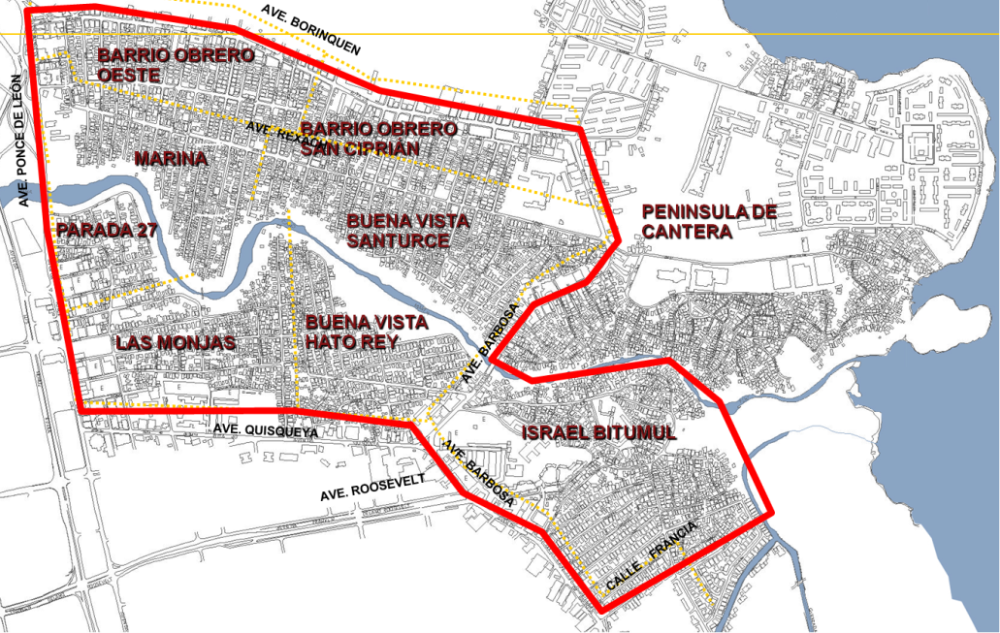 AVE. BORINQUEN
BARRIO OBRERO
OESTE
AVE. PONCE DE LEÓN
AVE. REXACH
BARRIO OBRERO
SAN CIPRIÁN
MARINA
PENINSULA DE
CANTERA
BUENA VISTA
SANTURCE
PARADA 27
LAS MONJAS
BUENA VISTA
HATO REY
AVE. BARBOSA
AVE. QUISQUEYA
ISRAEL BITUMUL
AVE. BARBOSA
AVE. ROOSEVELT
CALLE FRANCIA